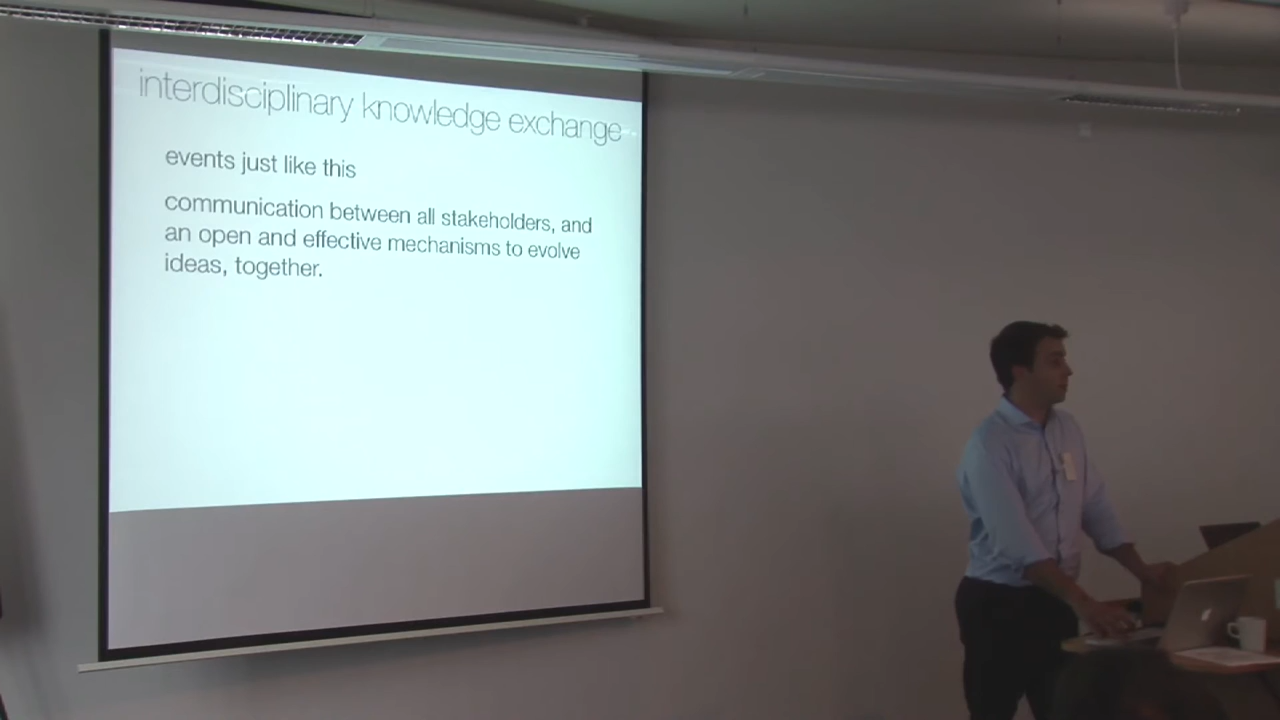 interdisciplinary knowledge exchange
events just like this
communication between all stakeholders, and
an open and effective mechanisms to evolve
ideas, together.